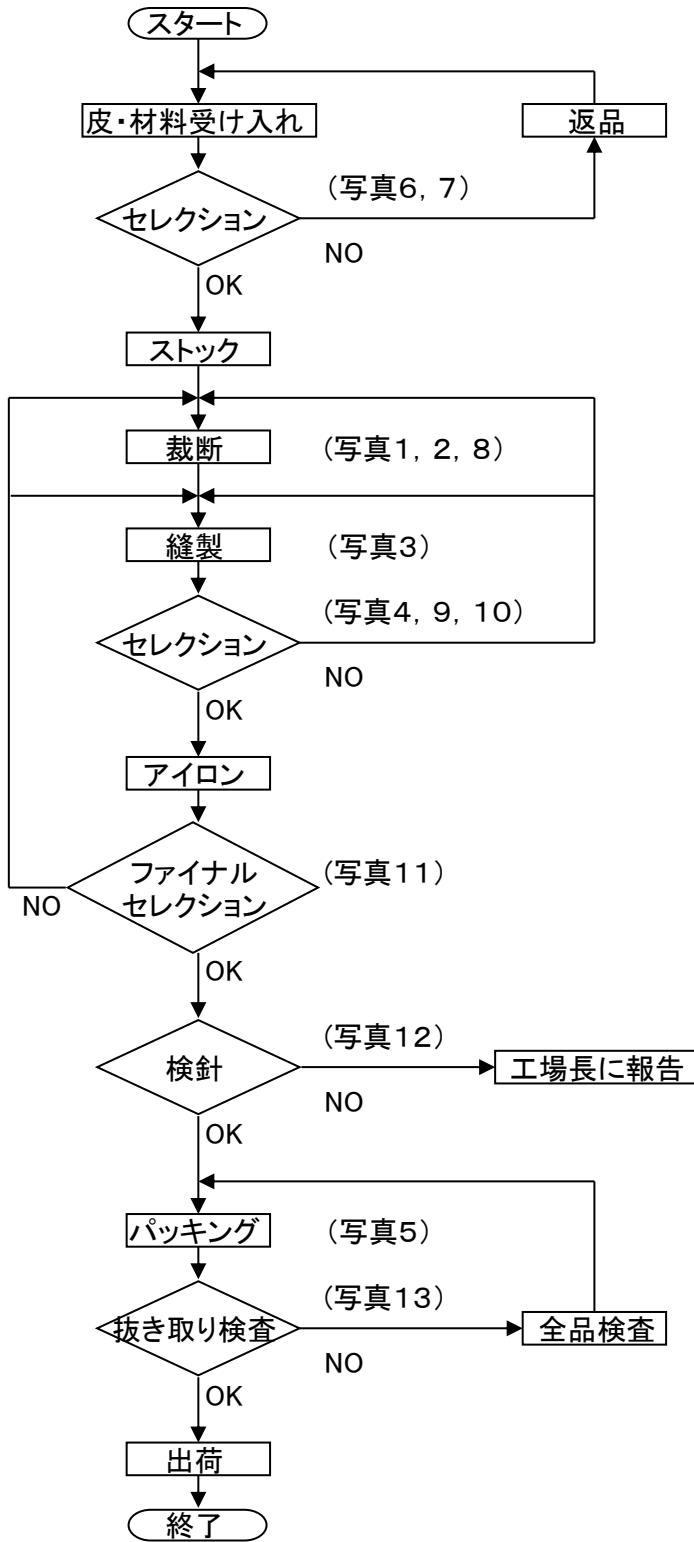 スタート
皮・材料受け入れ
返品
(写真6，7)
セレクション
NO
OK
ストック
裁断
(写真1，2，8)
縫製
(写真3)
(写真4，9，10)
セレクション
NO
OK
アイロン
(写真11)
ファイナル
セレクション
NO
OK
(写真12)
検針
工場長に報告
NO
OK
パッキング
(写真5)
(写真13)
抜き取り検査
全品検査
NO
OK
出荷
終了